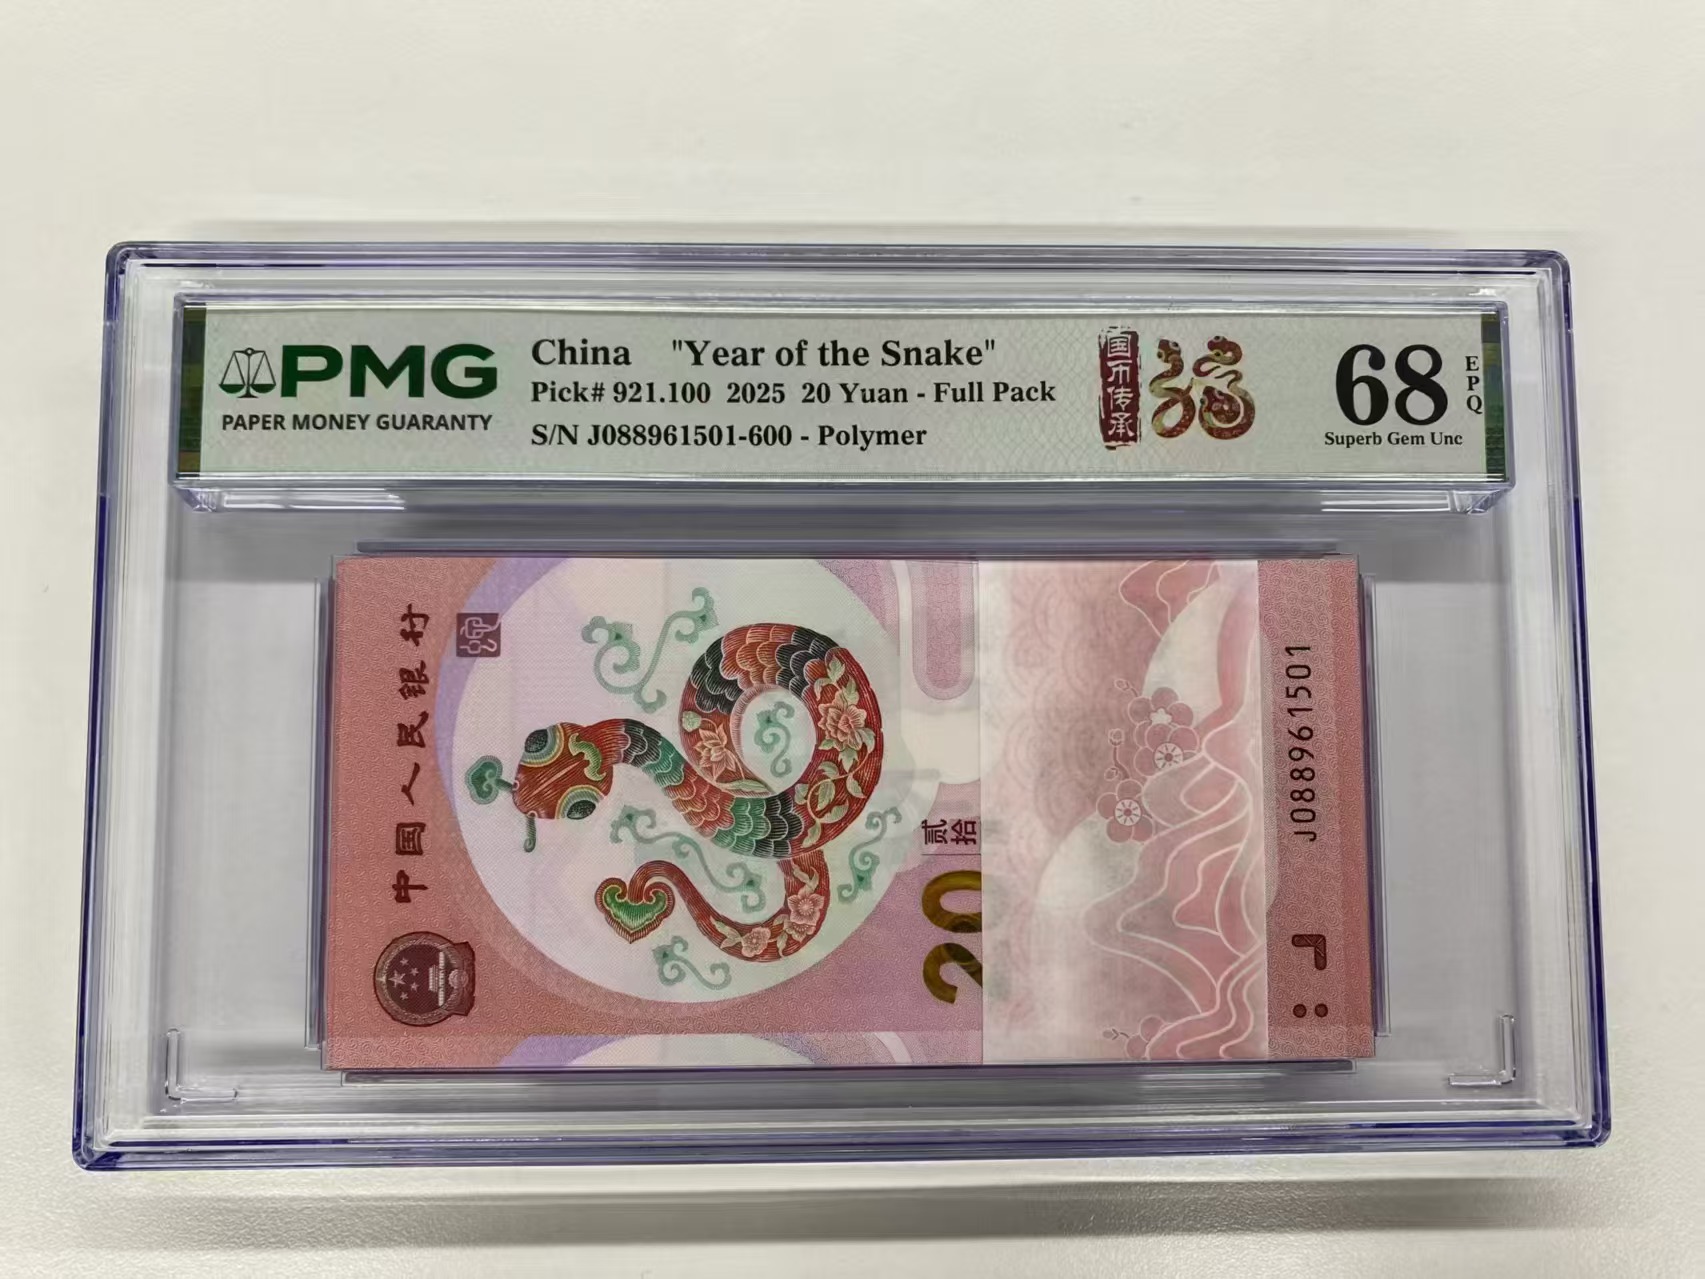 PMG
PAPER MONEY GUARANTY
China "Year of the Snake"
Pick# 921.100 2025 20 Yuan - Full Pack
S/N J088961501-600 - Polymer
国币传承
福
68
EPQ
Superb Gem Unc
中国人民银行
贰拾
20
J088961501